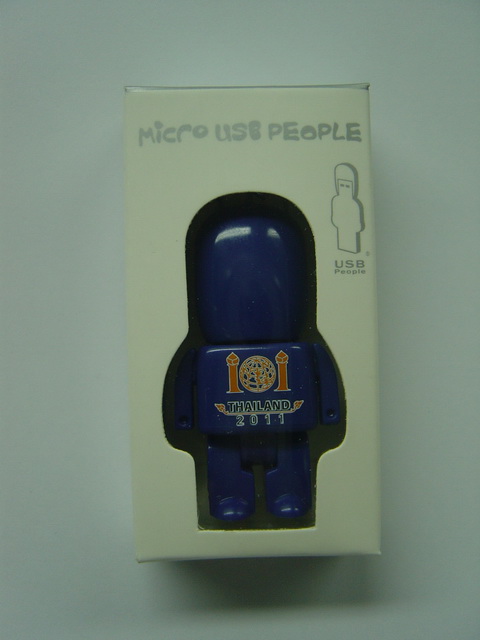 Micro USB PEOPLE
USB
People
THAILAND
2011